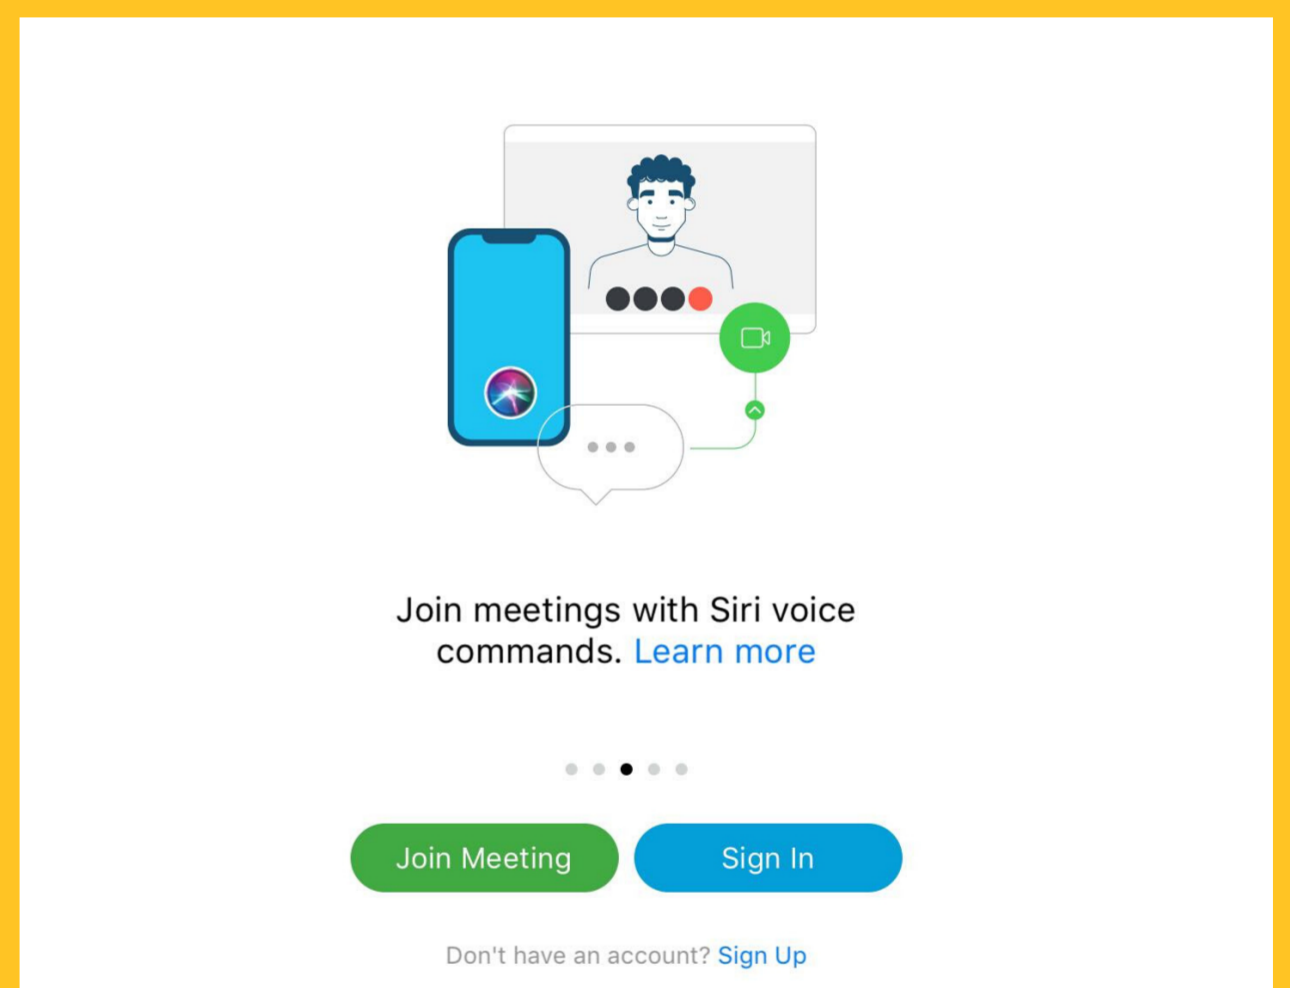 Join meetings with Siri voice
commands. Learn more
Join Meeting
Sign In
Don't have an account? Sign Up